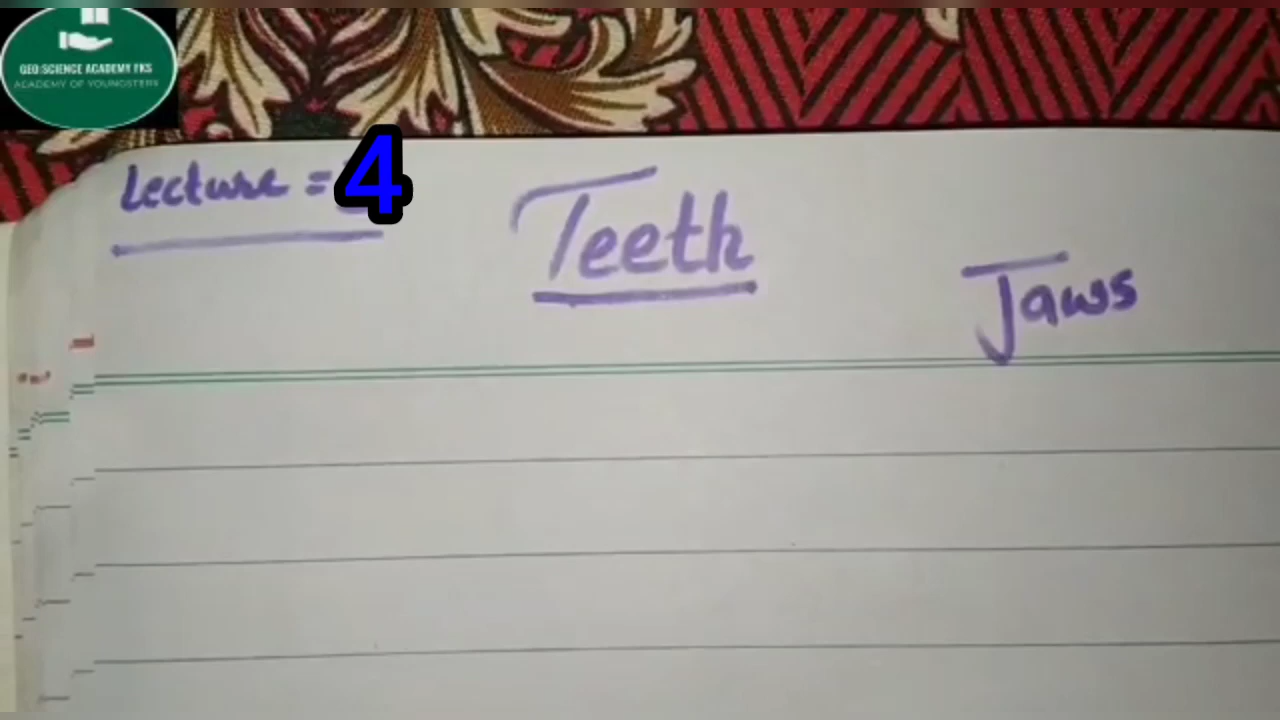 GEO SCIENCE ACADEMY FKS
ACADEMY OF YOUNGSTERS
Lecture = 4
Teeth
Jaws